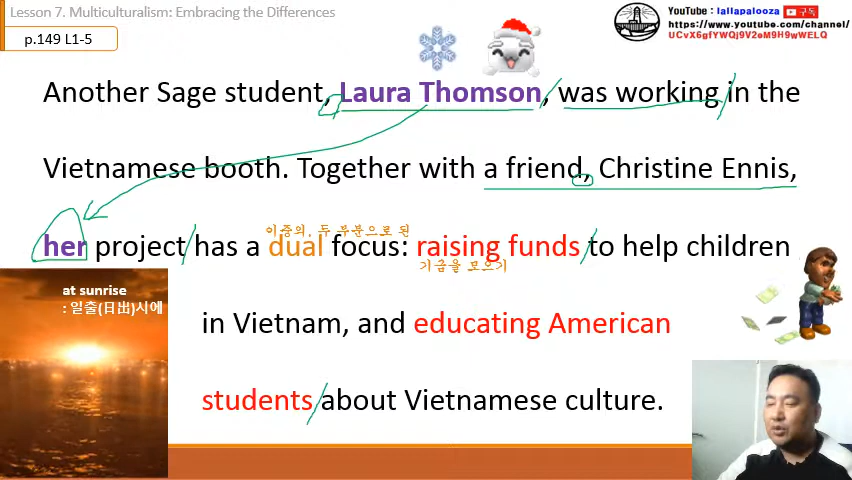 Lesson 7. Multiculturalism: Embracing the Differences
YouTube : lallapalooza 구독
https://www.youtube.com/channel/
UCvX6gfYWQj9V2eM9H9wWELQ
p.149 L1-5
Another Sage student, Laura Thomson, was working in the
Vietnamese booth. Together with a friend, Christine Ennis,
이중의, 두 부분으로 된
her project has a dual focus: raising funds to help children
기금을 모으기
at sunrise
: 일출(日出)시에
in Vietnam, and educating American
students about Vietnamese culture.